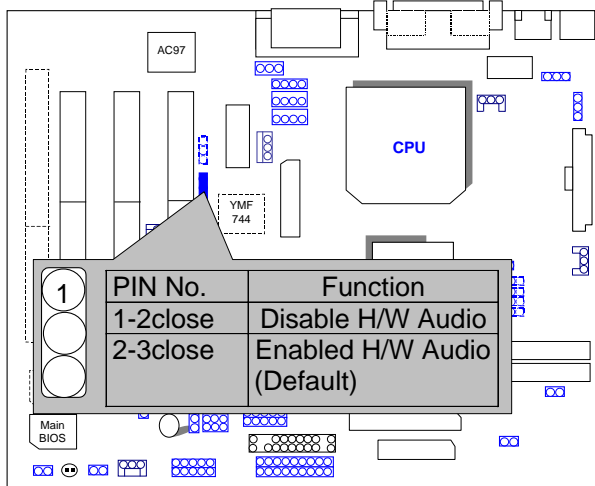 AC97
CPU
YMF
744
1
PIN No. Function
1-2close Disable H/W Audio
2-3close Enabled H/W Audio
(Default)
Main
BIOS